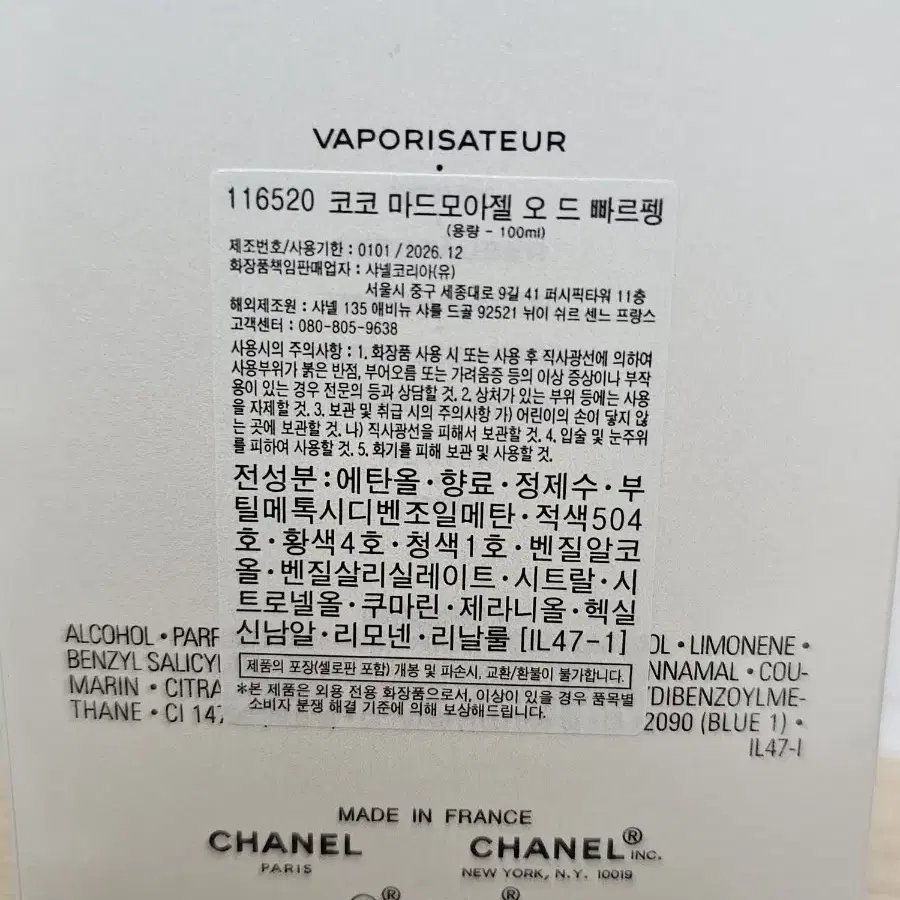 VAPORISATEUR
116520 코코 마드모아젤 오 드 빠르펭
(용량 - 100ml)
제조번호/사용기한 : 0101 / 2026. 12
화장품책임판매업자 : 샤넬코리아(유)
서울시 중구 세종대로 9길 41 퍼시픽타워 11층
해외제조원 : 샤넬 135 애비뉴 샤를 드골 92521 뉘이 쉬르 센느 프랑스
고객센터 : 080-805-9638
사용시의 주의사항 : 1. 화장품 사용 시 또는 사용 후 직사광선에 의하여
사용부위가 붉은 반점, 부어오름 또는 가려움증 등의 이상 증상이나 부작
용이 있는 경우 전문의 등과 상담할 것. 2. 상처가 있는 부위 등에는 사용
을 자제할 것. 3. 보관 및 취급 시의 주의사항 가) 어린이의 손이 닿지 않
는 곳에 보관할 것. 나) 직사광선을 피해서 보관할 것. 4. 입술 및 눈주위
를 피하여 사용할 것. 5. 화기를 피해 보관 및 사용할 것.
전성분 : 에탄올 · 향료 · 정제수 · 부
틸메톡시디벤조일메탄 · 적색504
호 · 황색4호 · 청색1호 · 벤질알코
올 · 벤질살리실레이트 · 시트랄 · 시
트로넬올 · 쿠마린 · 제라니올 · 헥실
신남알 · 리모넨 · 리날룰 [IL47-1]
제품의 포장(셀로판 포함) 개봉 및 파손시, 교환/환불이 불가합니다.
*본 제품은 외용 전용 화장품으로서, 이상이 있을 경우 품목별
소비자 분쟁 해결 기준에 의해 보상해드립니다.
ALCOHOL • PARF OL • LIMONENE •
BENZYL SALICYL NNAMAL • COU-
MARIN • CITRA DIBENZOYLME-
THANE • CI 147 2090 (BLUE 1) •
IL47-I
MADE IN FRANCE
CHANEL CHANEL® INC.
PARIS NEW YORK, N.Y. 10019
® ®